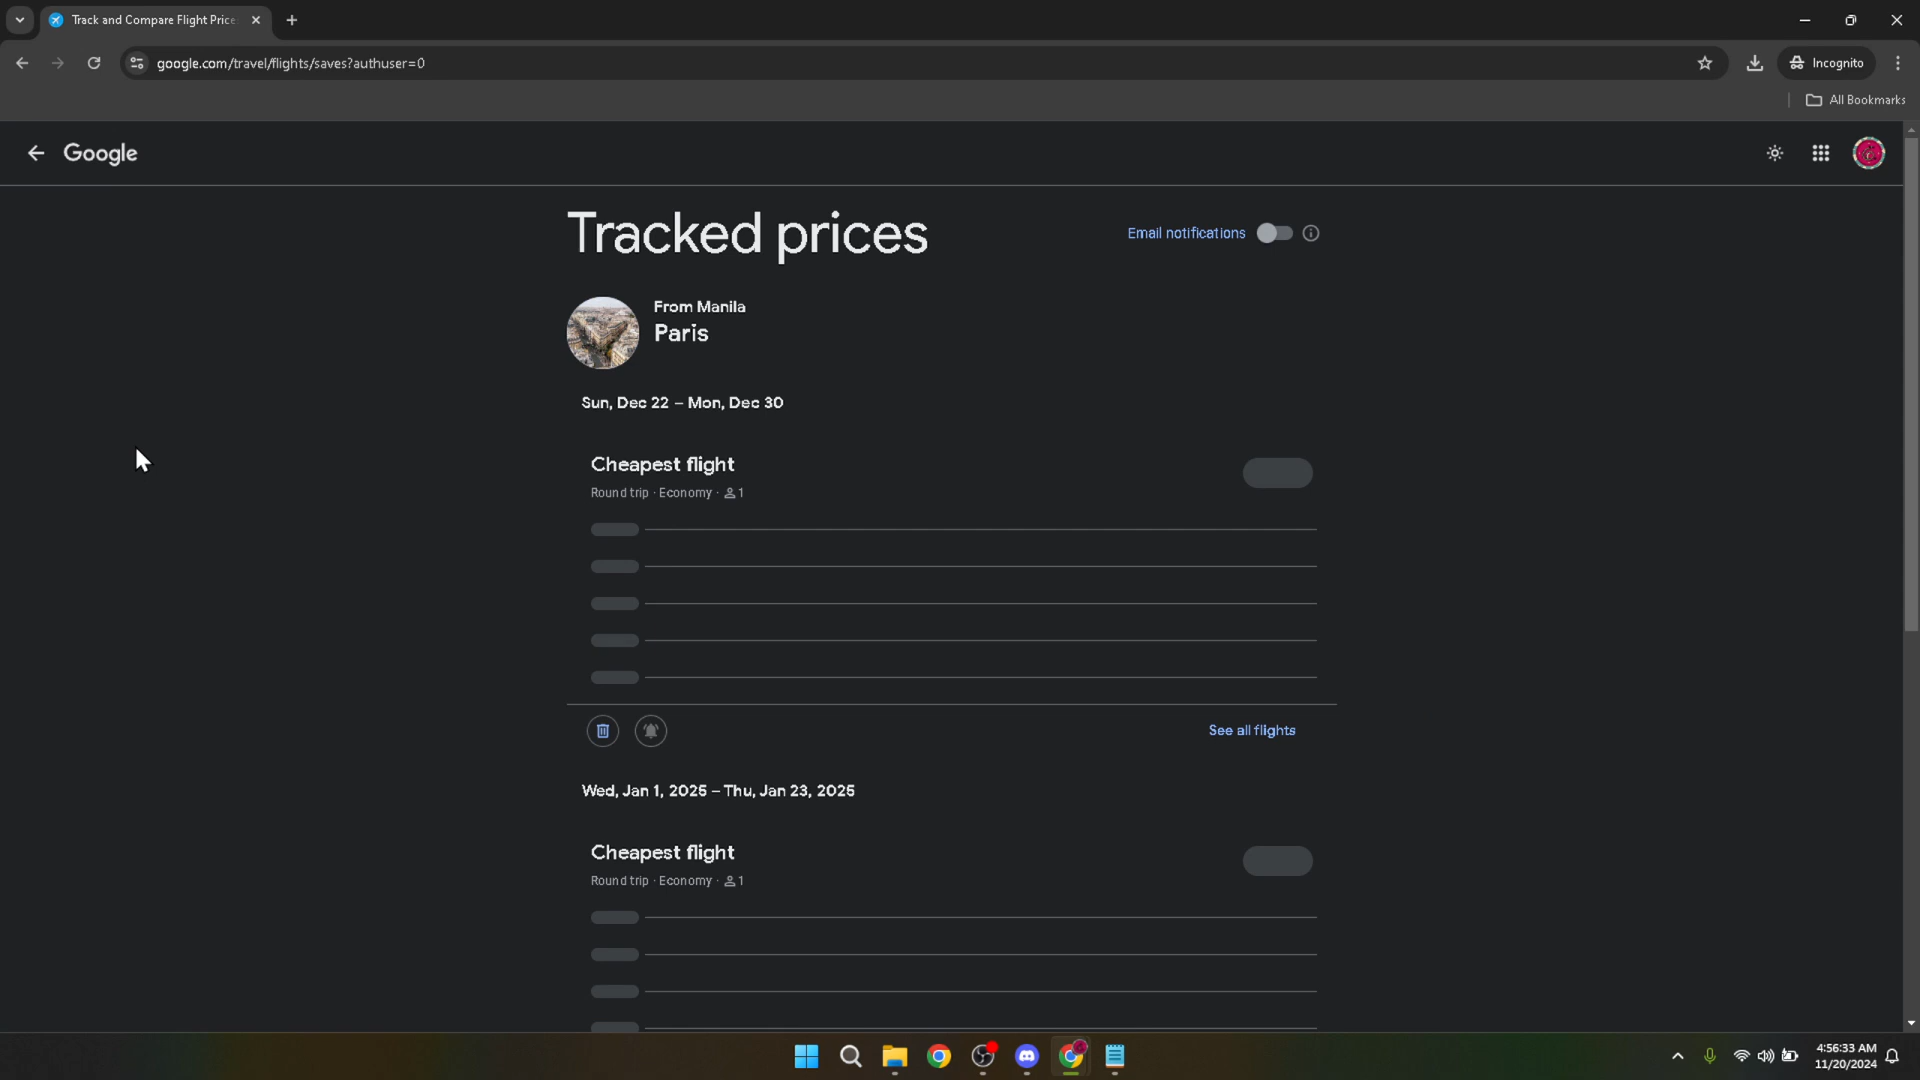 Track and Compare Flight Price
google.com/travel/flights/saves?authuser=0
Incognito
All Bookmarks
Google
Tracked prices
Email notifications
From Manila
Paris
Sun, Dec 22 – Mon, Dec 30
Cheapest flight
Round trip · Economy · 1
See all flights
Wed, Jan 1, 2025 – Thu, Jan 23, 2025
Cheapest flight
Round trip · Economy · 1
4:56:33 AM
11/20/2024